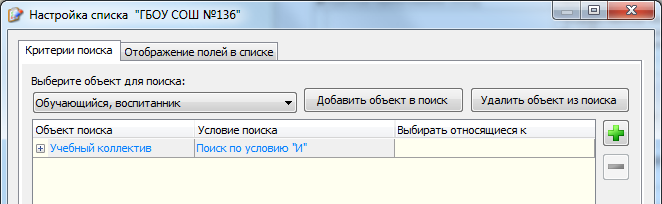 Настройка списка "ГБОУ СОШ №136"
Критерии поиска Отображение полей в списке
Выберите объект для поиска:
Обучающийся, воспитанник Добавить объект в поиск Удалить объект из поиска
Объект поиска Условие поиска Выбирать относящиеся к
Учебный коллектив Поиск по условию "И"